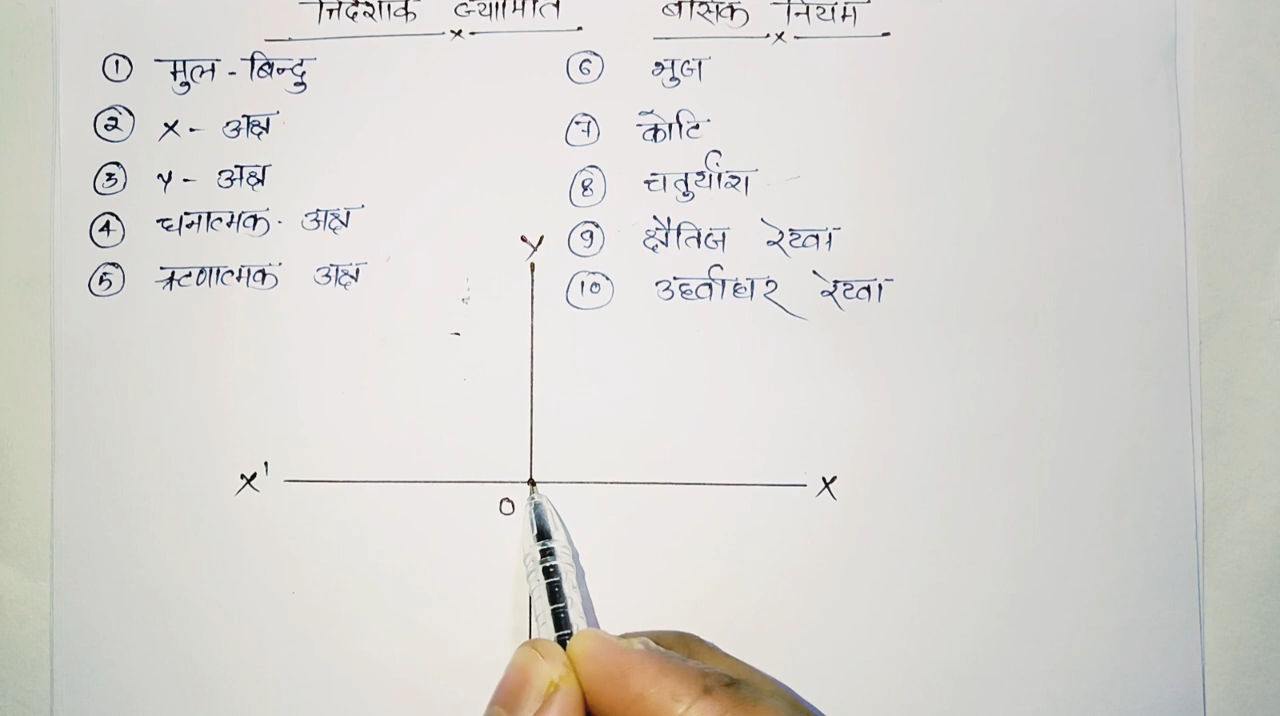 निर्देशांक ज्यामिति बेसिक नियम
① मुल - बिन्दु
② x - अक्ष
③ y - अक्ष
④ धनात्मक - अक्ष
⑤ ऋणात्मक अक्ष
⑥ भुज
⑦ कोटि
⑧ चतुर्थांश
⑨ क्षैतिज रेखा
⑩ उर्ध्वाधर रेखा
Y
X' X
O